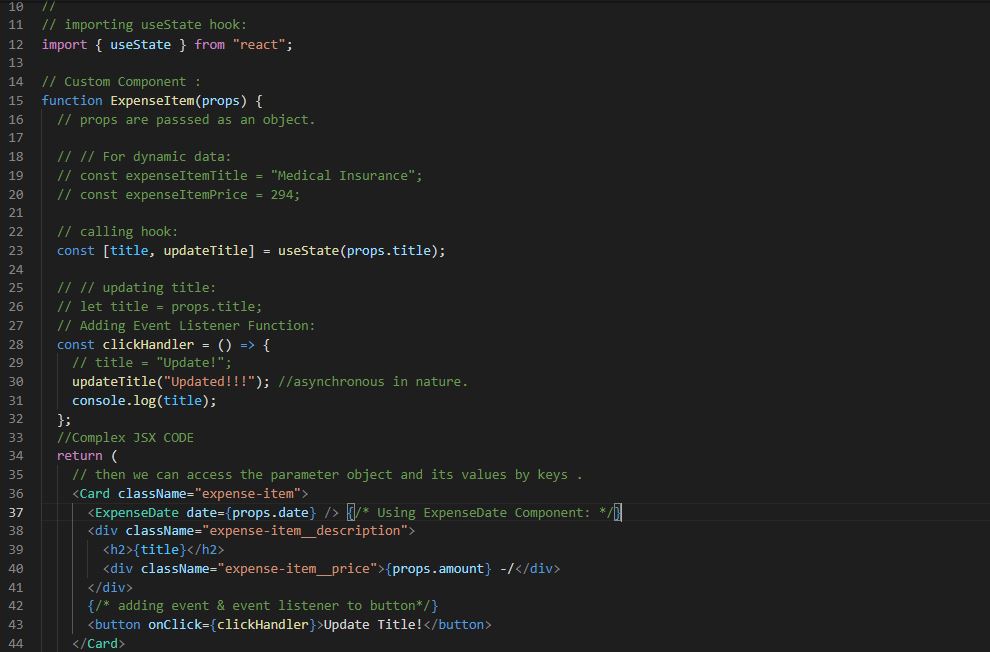 10 //
11 // importing useState hook:
12 import { useState } from "react";
13
14 // Custom Component :
15 function ExpenseItem(props) {
16   // props are passsed as an object.
17
18   // // For dynamic data:
19   // const expenseItemTitle = "Medical Insurance";
20   // const expenseItemPrice = 294;
21
22   // calling hook:
23   const [title, updateTitle] = useState(props.title);
24
25   // // updating title:
26   // let title = props.title;
27   // Adding Event Listener Function:
28   const clickHandler = () => {
29     // title = "Update!";
30     updateTitle("Updated!!!"); //asynchronous in nature.
31     console.log(title);
32   };
33   //Complex JSX CODE
34   return (
35     // then we can access the parameter object and its values by keys .
36     <Card className="expense-item">
37       <ExpenseDate date={props.date} /> {/* Using ExpenseDate Component: */}
38       <div className="expense-item__description">
39         <h2>{title}</h2>
40         <div className="expense-item__price">{props.amount} -/</div>
41       </div>
42       {/* adding event & event listener to button*/}
43       <button onClick={clickHandler}>Update Title!</button>
44     </Card>